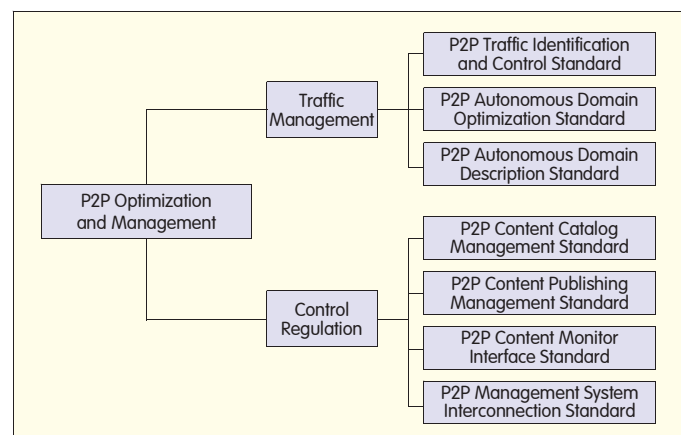 P2P Optimization
and Management
Traffic
Management
P2P Traffic Identification
and Control Standard
P2P Autonomous Domain
Optimization Standard
P2P Autonomous Domain
Description Standard
Control
Regulation
P2P Content Catalog
Management Standard
P2P Content Publishing
Management Standard
P2P Content Monitor
Interface Standard
P2P Management System
Interconnection Standard